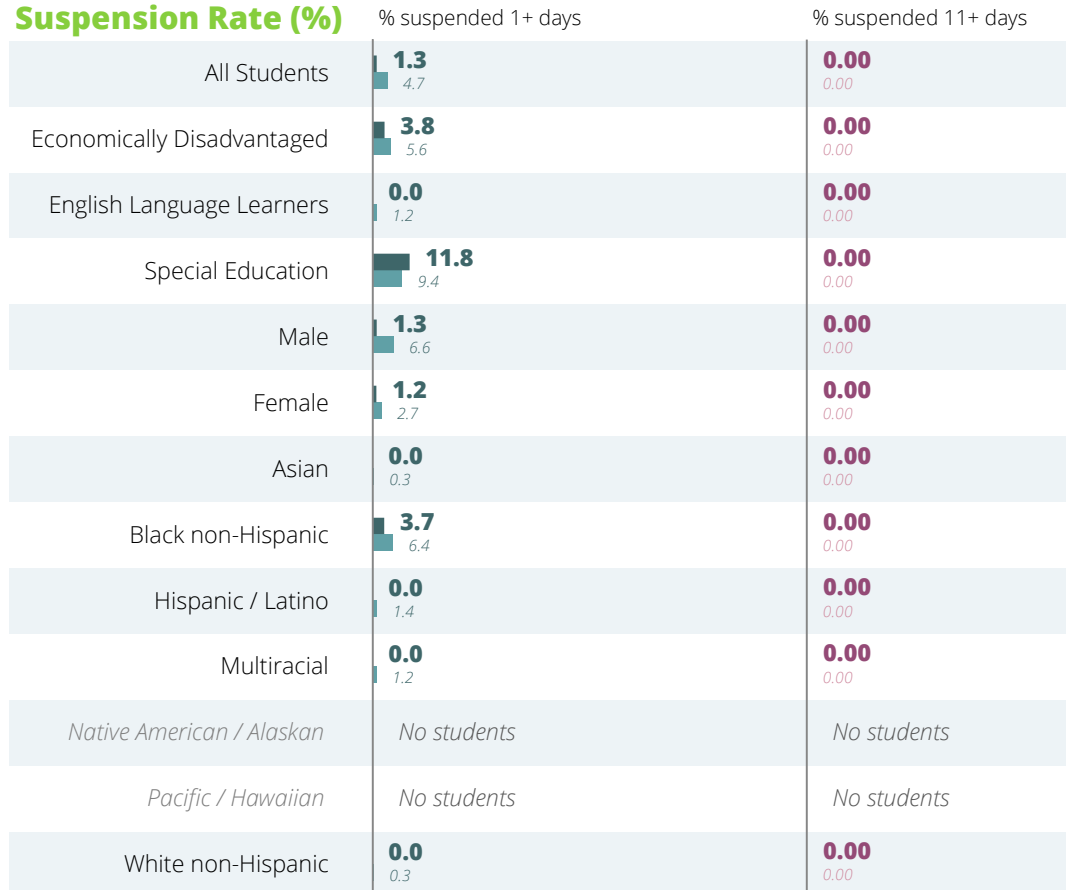 Suspension Rate (%) % suspended 1+ days % suspended 11+ days
All Students 1.3 0.00
4.7 0.00
Economically Disadvantaged 3.8 0.00
5.6 0.00
English Language Learners 0.0 0.00
1.2 0.00
Special Education 11.8 0.00
9.4 0.00
Male 1.3 0.00
6.6 0.00
Female 1.2 0.00
2.7 0.00
Asian 0.0 0.00
0.3 0.00
Black non-Hispanic 3.7 0.00
6.4 0.00
Hispanic / Latino 0.0 0.00
1.4 0.00
Multiracial 0.0 0.00
1.2 0.00
Native American / Alaskan No students No students
Pacific / Hawaiian No students No students
White non-Hispanic 0.0 0.00
0.3 0.00